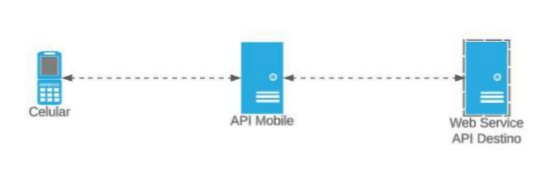 Celular
API Mobile
Web Service
API Destino